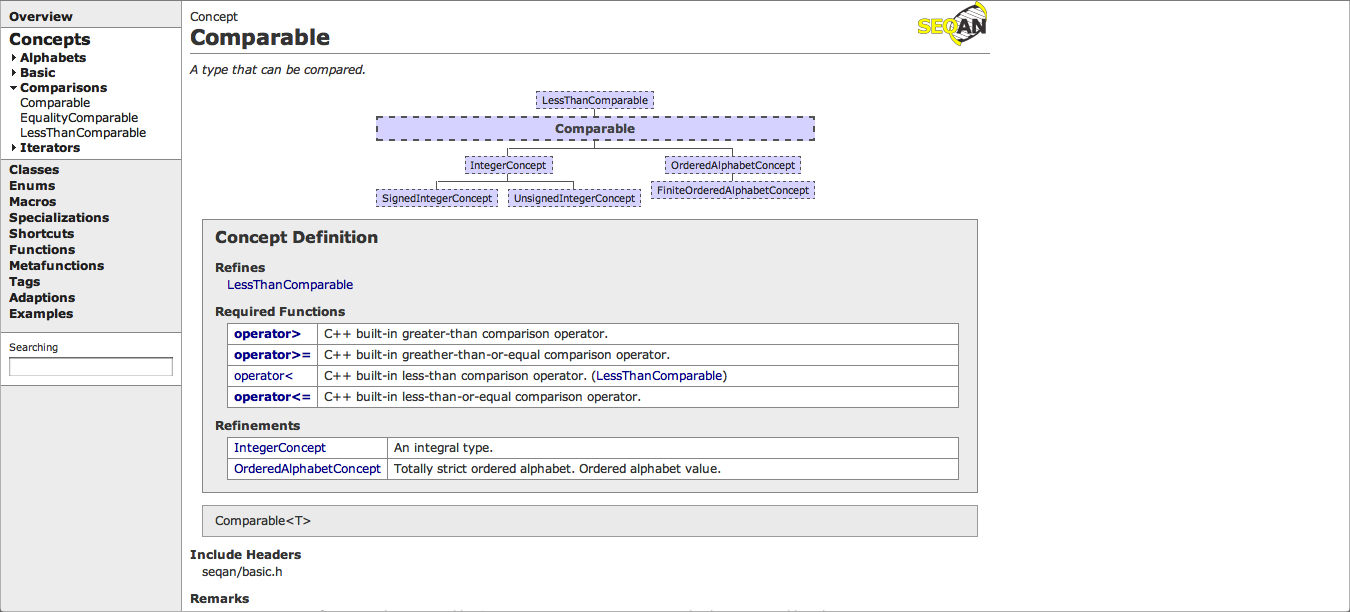 Overview
Concepts
Alphabets
Basic
Comparisons
Comparable
EqualityComparable
LessThanComparable
Iterators
Classes
Enums
Macros
Specializations
Shortcuts
Functions
Metafunctions
Tags
Adaptions
Examples
Searching
Concept
SEQAN
Comparable
A type that can be compared.
LessThanComparable
Comparable
IntegerConcept OrderedAlphabetConcept
SignedIntegerConcept UnsignedIntegerConcept FiniteOrderedAlphabetConcept
Concept Definition
Refines
LessThanComparable
Required Functions
operator> C++ built-in greater-than comparison operator.
operator>= C++ built-in greather-than-or-equal comparison operator.
operator< C++ built-in less-than comparison operator. (LessThanComparable)
operator<= C++ built-in less-than-or-equal comparison operator.
Refinements
IntegerConcept An integral type.
OrderedAlphabetConcept Totally strict ordered alphabet. Ordered alphabet value.
Comparable<T>
Include Headers
seqan/basic.h
Remarks